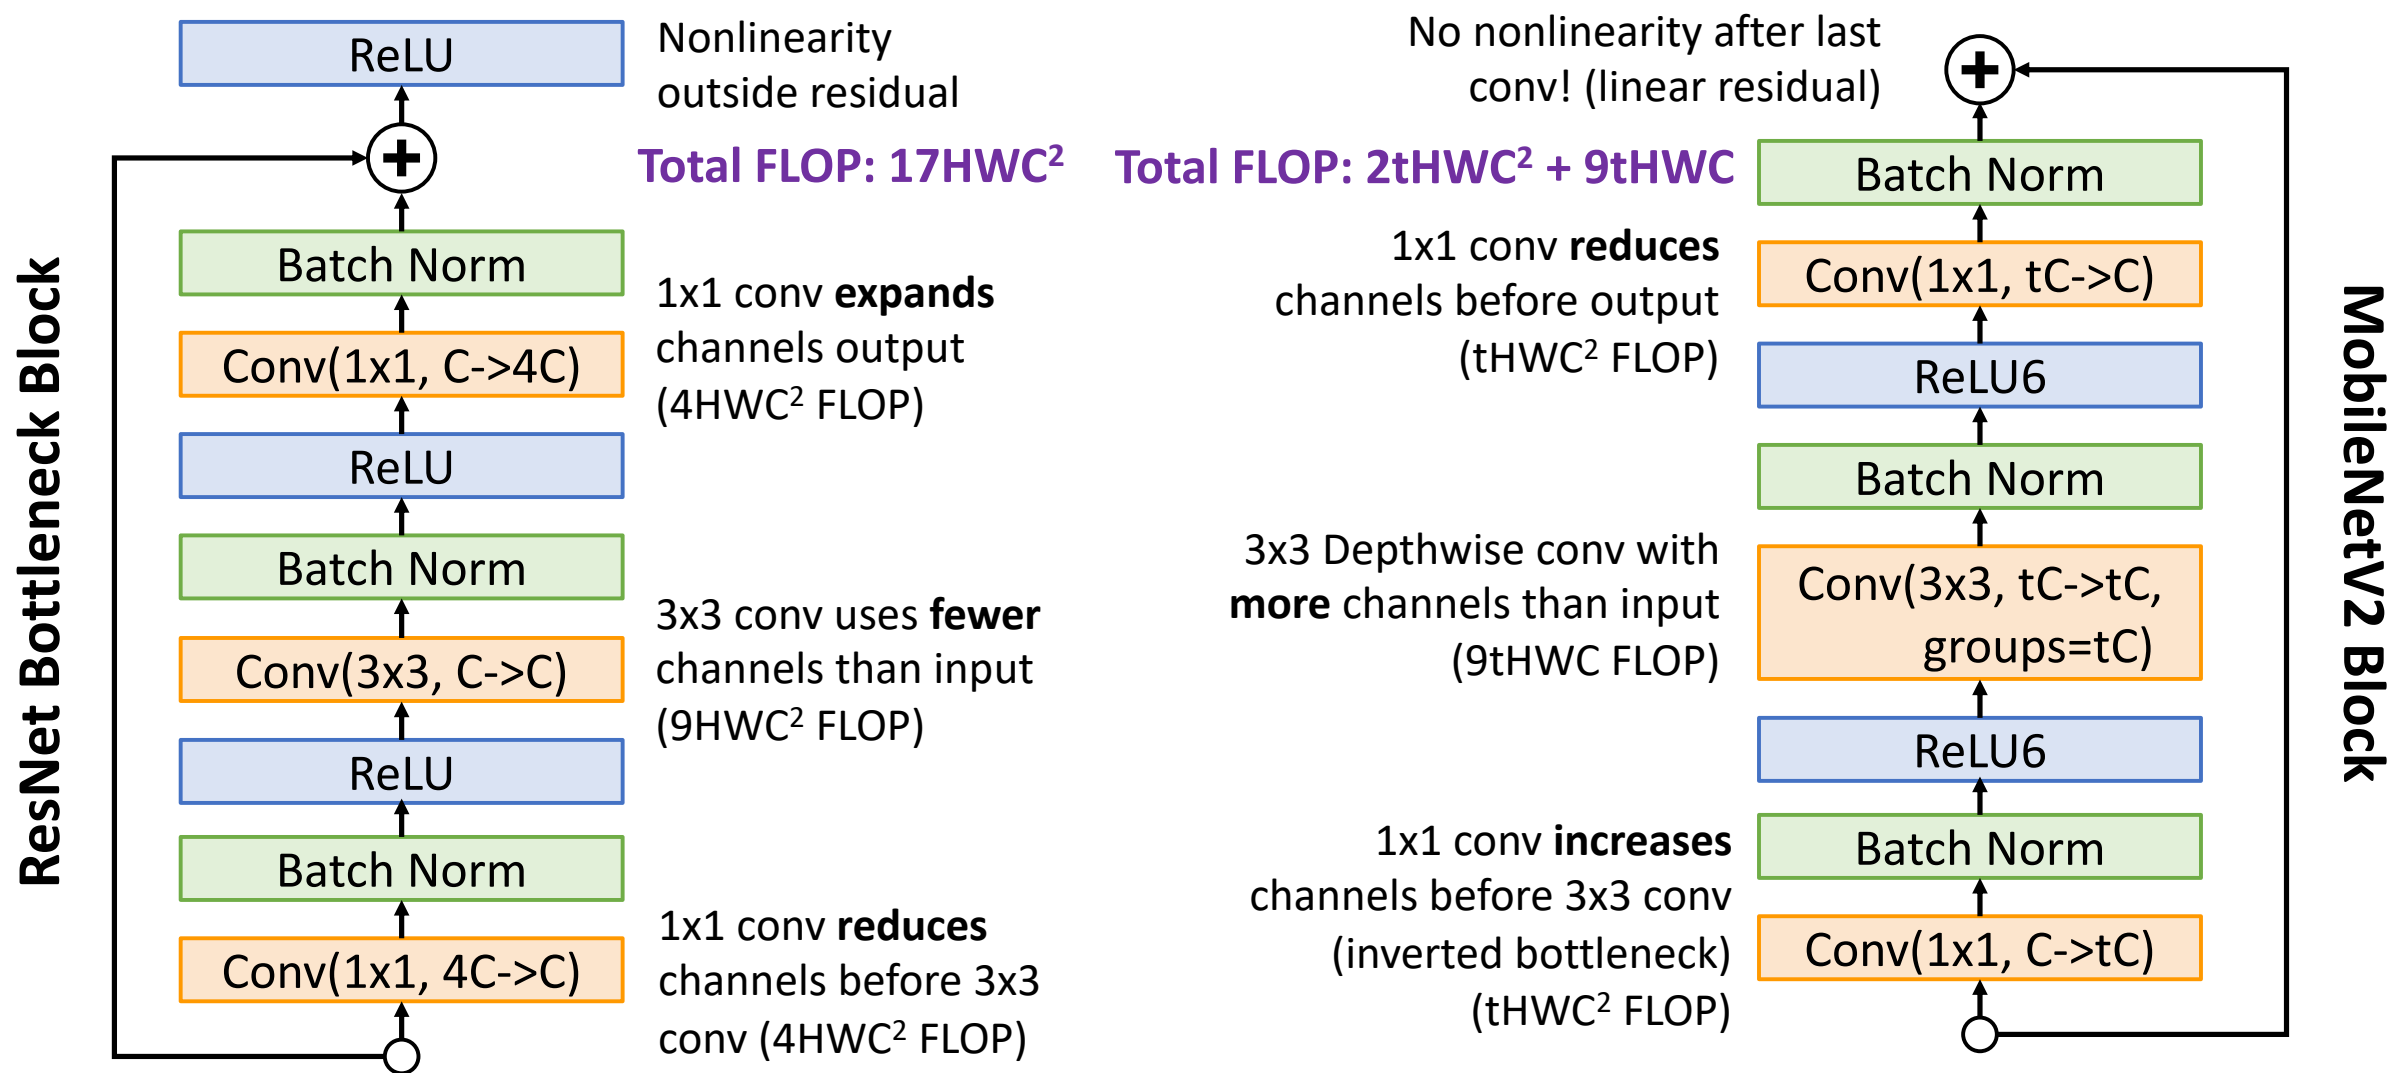 ResNet Bottleneck Block
ReLU
Nonlinearity
outside residual
Total FLOP: 17HWC²
Batch Norm
Conv(1x1, C->4C)
1x1 conv expands
channels output
(4HWC² FLOP)
ReLU
Batch Norm
Conv(3x3, C->C)
3x3 conv uses fewer
channels than input
(9HWC² FLOP)
ReLU
Batch Norm
Conv(1x1, 4C->C)
1x1 conv reduces
channels before 3x3
conv (4HWC² FLOP)
No nonlinearity after last
conv! (linear residual)
Total FLOP: 2tHWC² + 9tHWC
Batch Norm
1x1 conv reduces
channels before output
(tHWC² FLOP)
Conv(1x1, tC->C)
ReLU6
Batch Norm
3x3 Depthwise conv with
more channels than input
(9tHWC FLOP)
Conv(3x3, tC->tC,
groups=tC)
ReLU6
Batch Norm
1x1 conv increases
channels before 3x3 conv
(inverted bottleneck)
(tHWC² FLOP)
Conv(1x1, C->tC)
MobileNetV2 Block